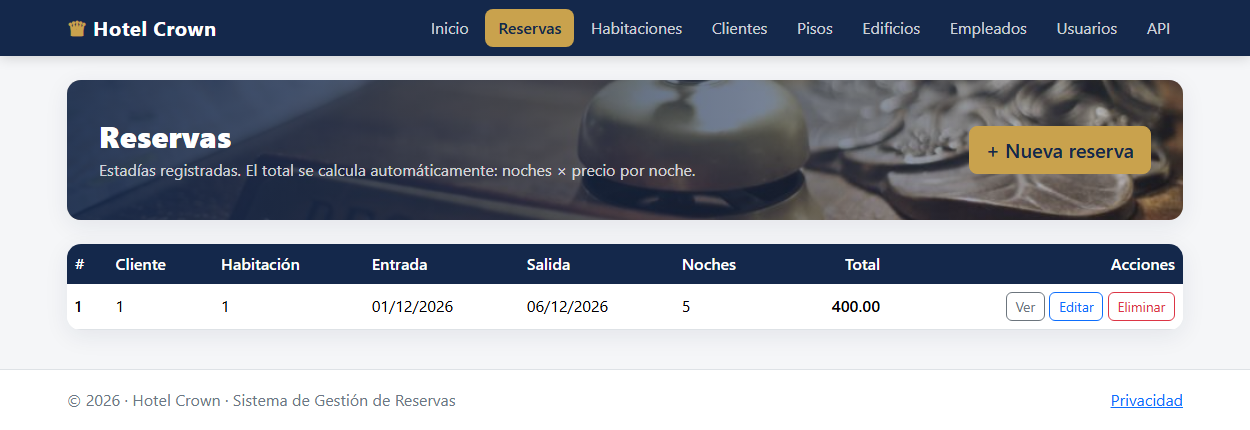 Hotel Crown Inicio Reservas Habitaciones Clientes Pisos Edificios Empleados Usuarios API
Reservas
Estadías registradas. El total se calcula automáticamente: noches × precio por noche.
+ Nueva reserva
# Cliente Habitación Entrada Salida Noches Total Acciones
1 1 1 01/12/2026 06/12/2026 5 400.00 Ver Editar Eliminar
© 2026 · Hotel Crown · Sistema de Gestión de Reservas Privacidad